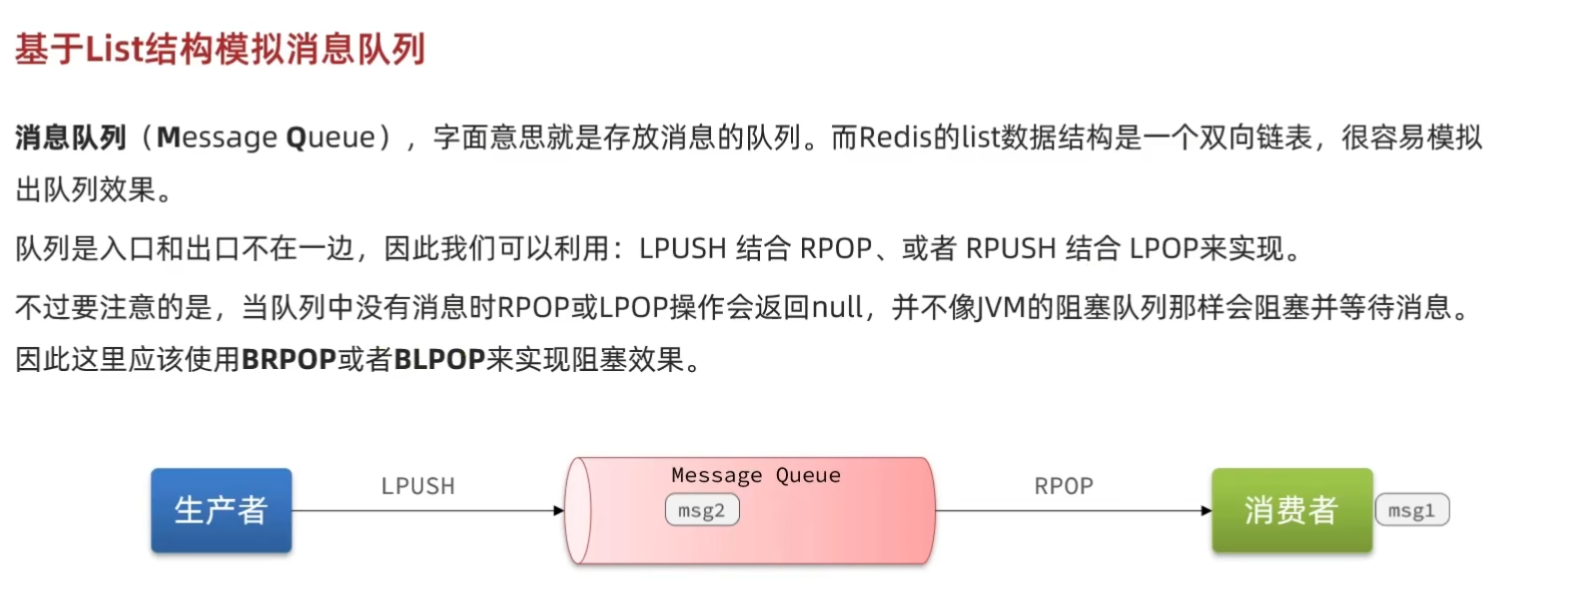 基于List结构模拟消息队列
消息队列（Message Queue），字面意思就是存放消息的队列。而Redis的list数据结构是一个双向链表，很容易模拟
出队列效果。
队列是入口和出口不在一边，因此我们可以利用：LPUSH 结合 RPOP、或者 RPUSH 结合 LPOP来实现。
不过要注意的是，当队列中没有消息时RPOP或LPOP操作会返回null，并不像JVM的阻塞队列那样会阻塞并等待消息。
因此这里应该使用BRPOP或者BLPOP来实现阻塞效果。
生产者
LPUSH
Message Queue
msg2
RPOP
消费者
msg1